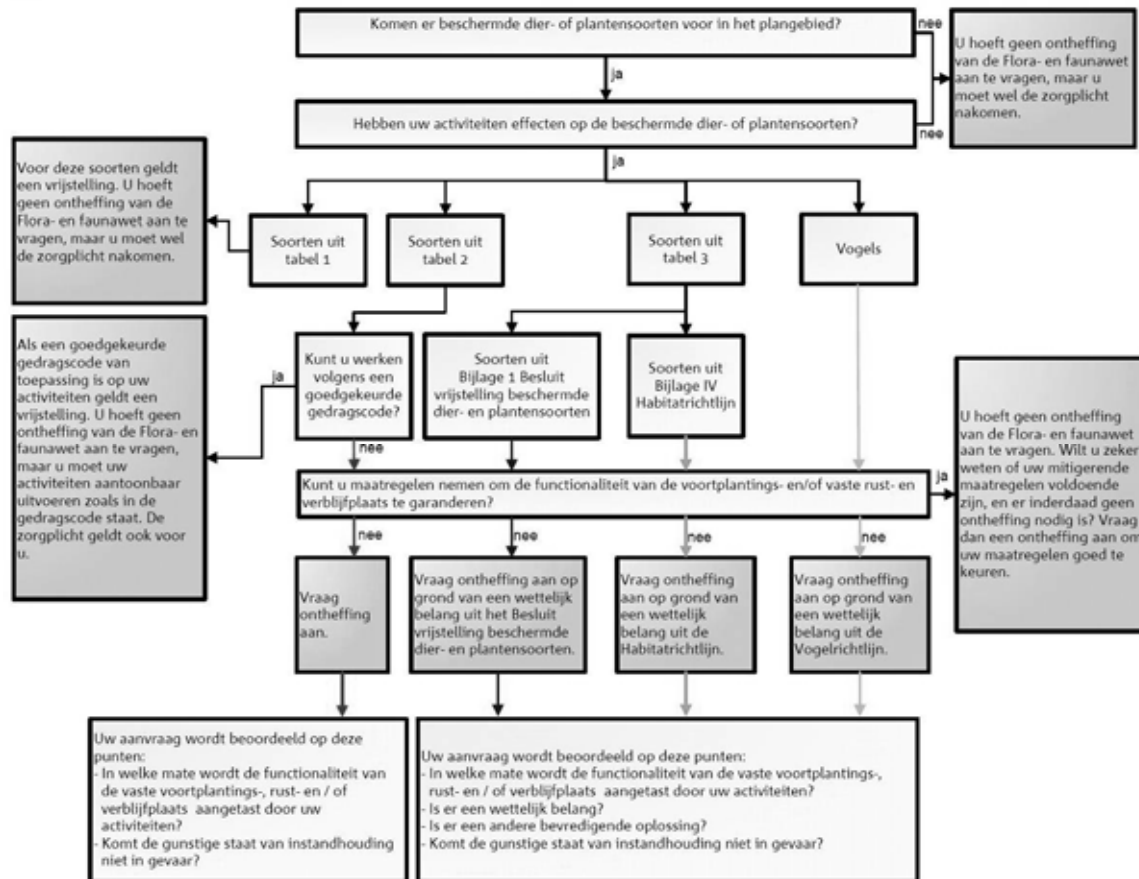 Komen er beschermde dier- of plantensoorten voor in het plangebied?
nee
U hoeft geen ontheffing
van de Flora- en faunawet
aan te vragen, maar u
moet wel de zorgplicht
nakomen.
ja
Hebben uw activiteiten effecten op de beschermde dier- of plantensoorten?
nee
ja
Voor deze soorten geldt
een vrijstelling. U hoeft
geen ontheffing van de
Flora- en faunawet aan te
vragen, maar u moet wel
de zorgplicht nakomen.
Soorten uit
tabel 1
Soorten uit
tabel 2
Soorten uit
tabel 3
Vogels
Als een goedgekeurde
gedragscode van
toepassing is op uw
activiteiten geldt een
vrijstelling. U hoeft geen
ontheffing van de Flora- en
faunawet aan te vragen,
maar u moet uw
activiteiten aantoonbaar
uitvoeren zoals in de
gedragscode staat. De
zorgplicht geldt ook voor
u.
ja
Kunt u werken
volgens een
goedgekeurde
gedragscode?
Soorten uit
Bijlage 1 Besluit
vrijstelling beschermde
dier- en plantensoorten
Soorten uit
Bijlage IV
Habitatrichtlijn
nee
Kunt u maatregelen nemen om de functionaliteit van de voortplantings- en/of vaste rust- en
verblijfplaats te garanderen?
ja
U hoeft geen ontheffing
van de Flora- en faunawet
aan te vragen. Wilt u zeker
weten of uw mitigerende
maatregelen voldoende
zijn, en er inderdaad geen
ontheffing nodig is? Vraag
dan een ontheffing aan om
uw maatregelen goed te
keuren.
nee
nee
nee
nee
Vraag
ontheffing
aan.
Vraag ontheffing aan op
grond van een wettelijk
belang uit het Besluit
vrijstelling beschermde
dier- en plantensoorten.
Vraag ontheffing
aan op grond van
een wettelijk
belang uit de
Habitatrichtlijn.
Vraag ontheffing
aan op grond van
een wettelijk
belang uit de
Vogelrichtlijn.
Uw aanvraag wordt beoordeeld op deze
punten:
- In welke mate wordt de functionaliteit van
de vaste voortplantings-, rust- en / of
verblijfplaats aangetast door uw
activiteiten?
- Komt de gunstige staat van instandhouding
niet in gevaar?
Uw aanvraag wordt beoordeeld op deze punten:
- In welke mate wordt de functionaliteit van de vaste voortplantings-,
rust- en / of verblijfplaats aangetast door uw activiteiten?
- Is er een wettelijk belang?
- Is er een andere bevredigende oplossing?
- Komt de gunstige staat van instandhouding niet in gevaar?